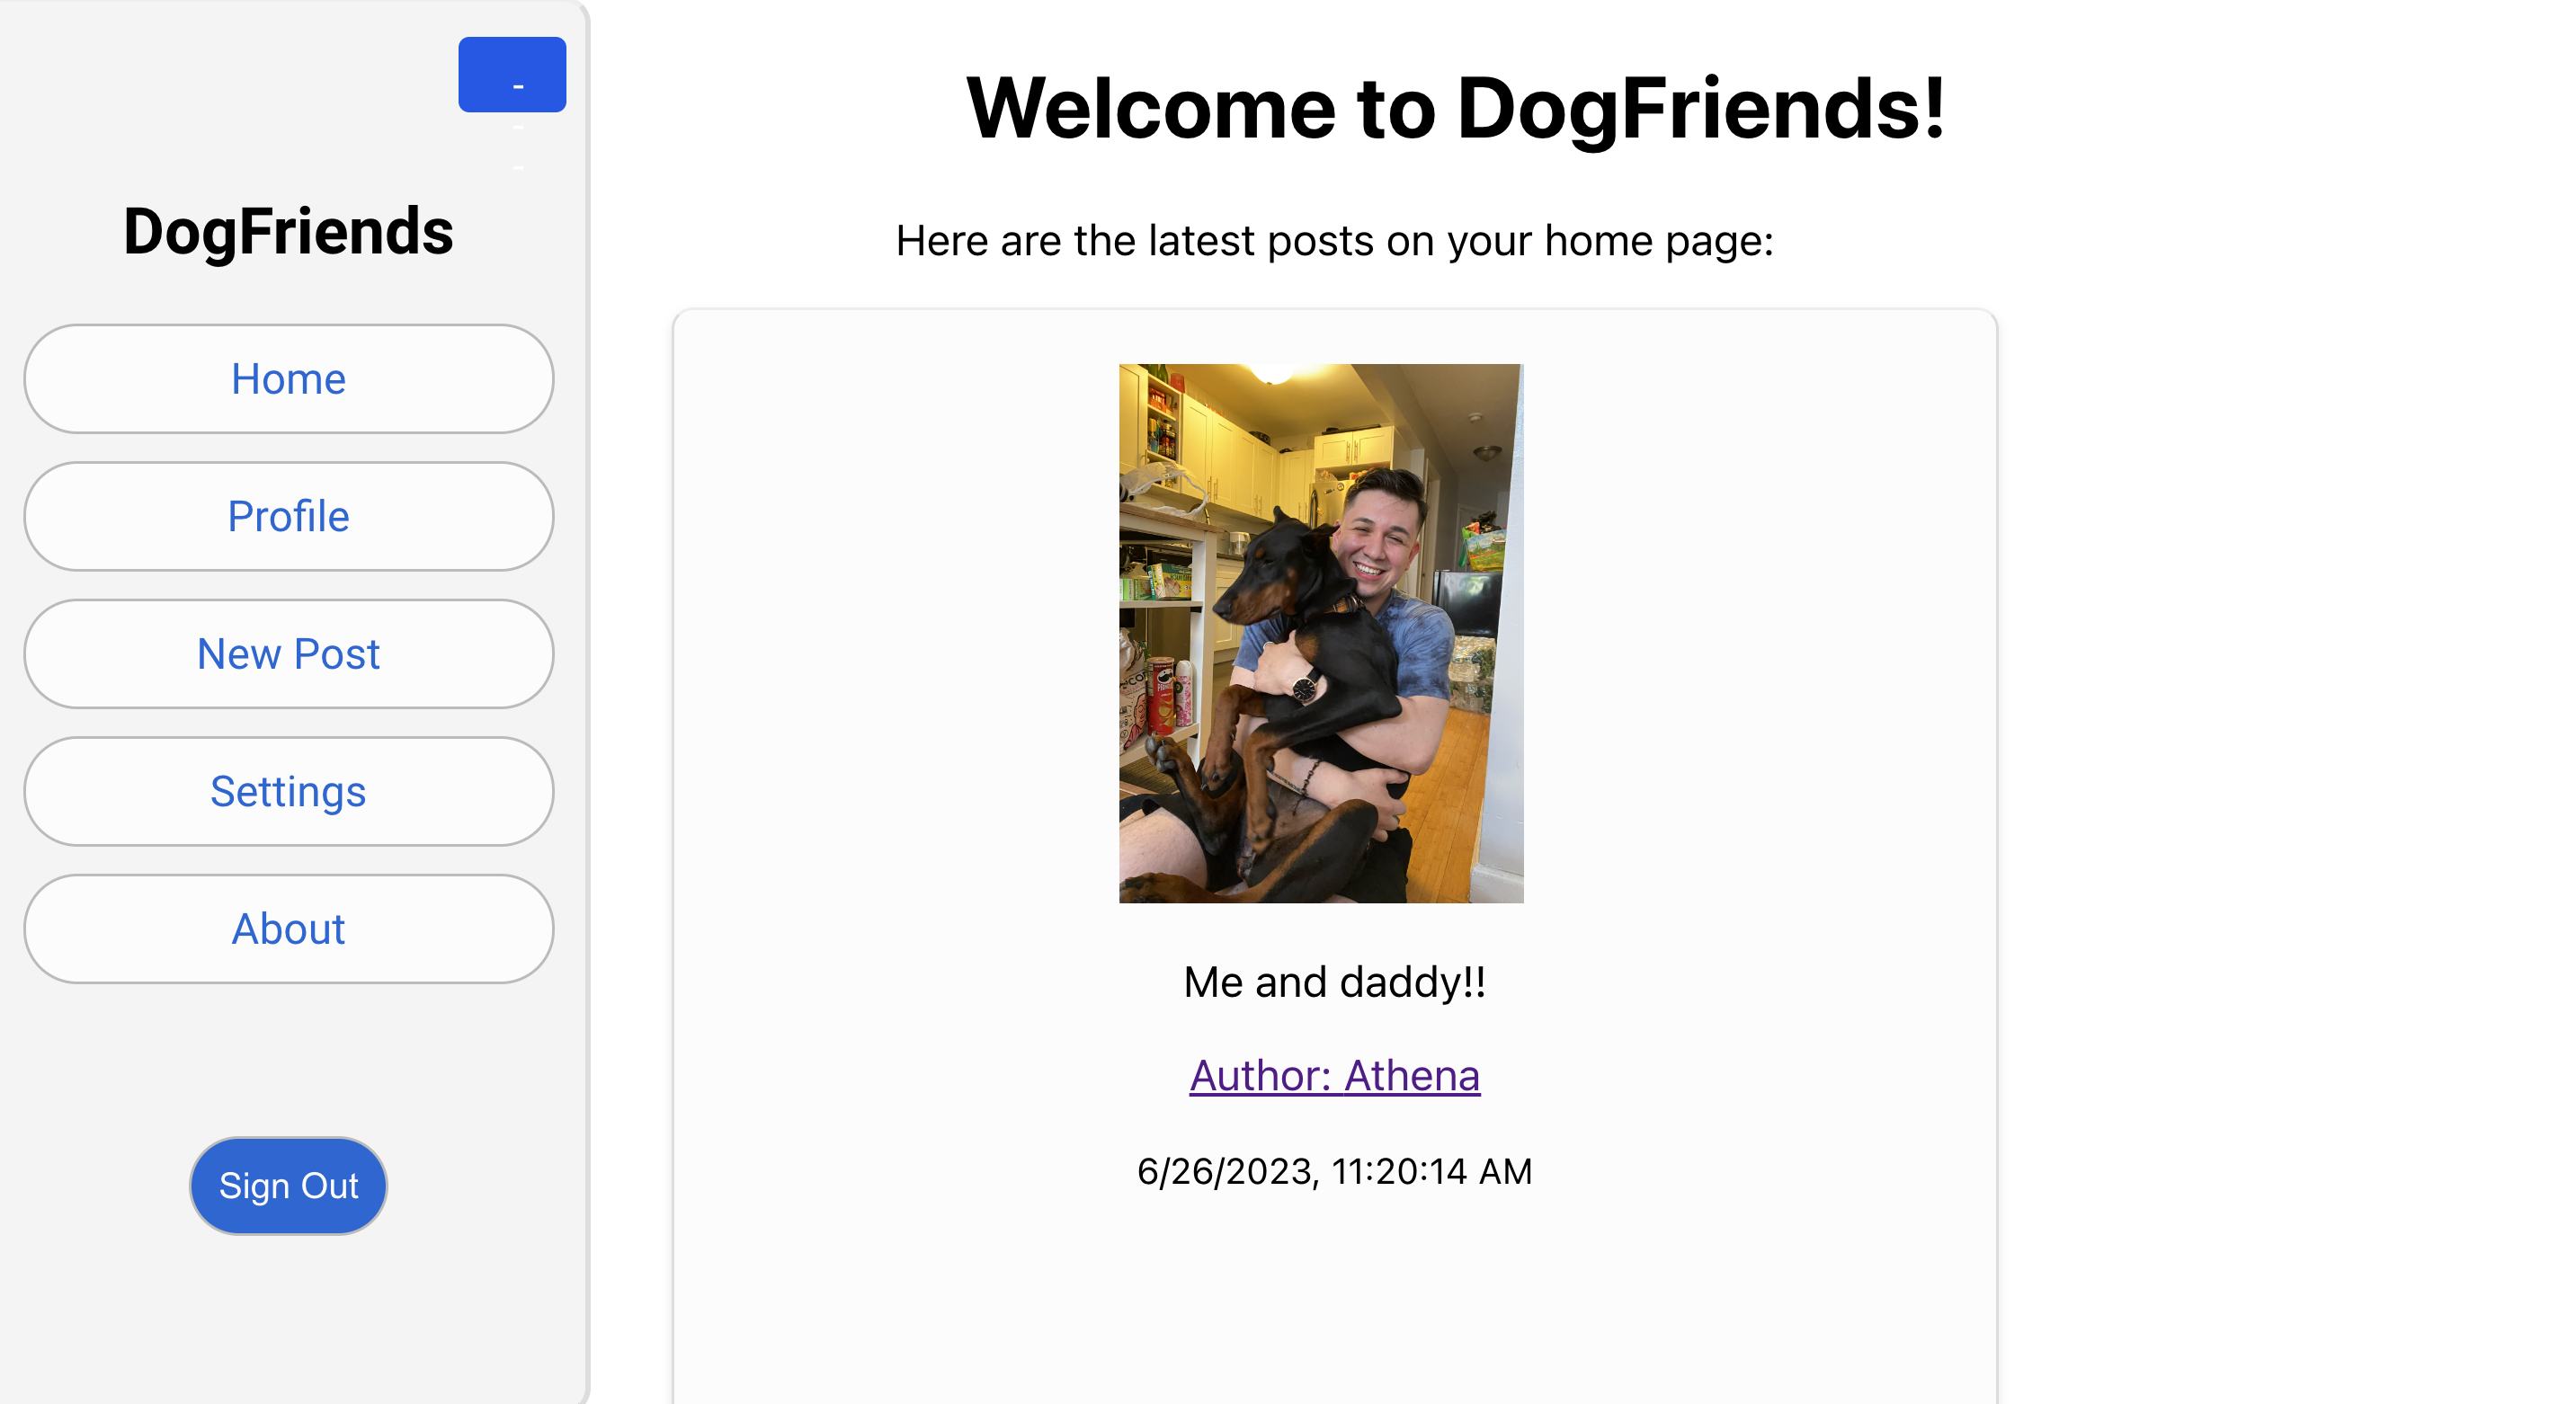 -
-
-
DogFriends
Home
Profile
New Post
Settings
About
Sign Out
Welcome to DogFriends!
Here are the latest posts on your home page:
Me and daddy!!
Author: Athena
6/26/2023, 11:20:14 AM